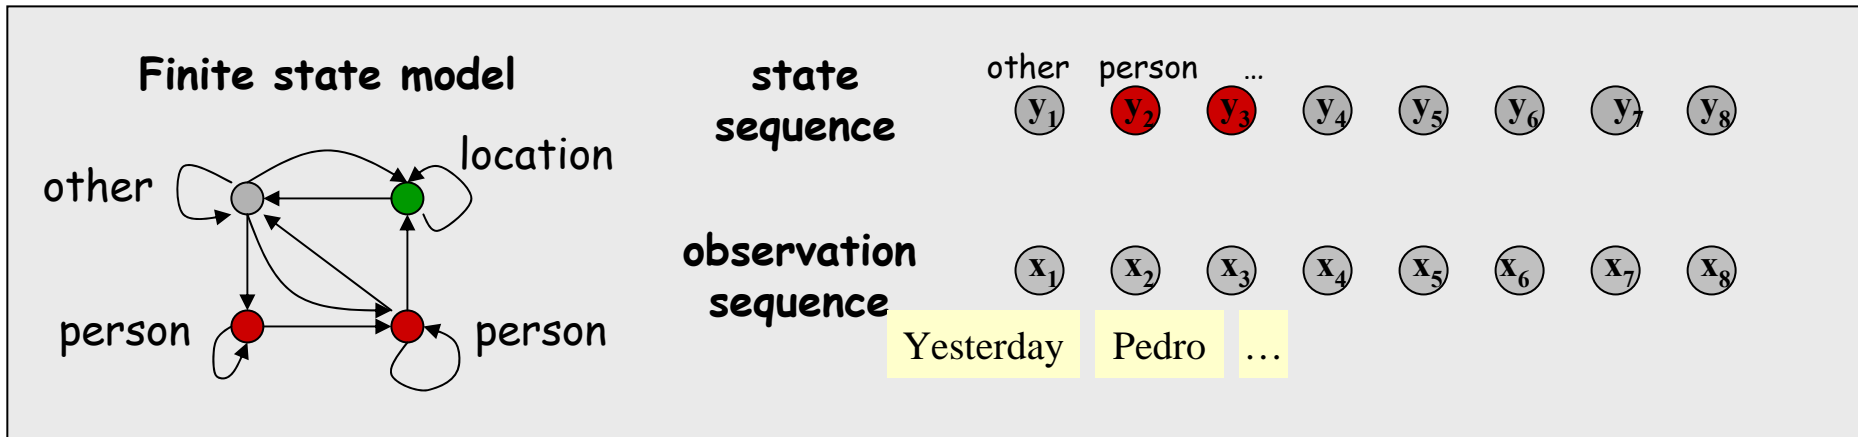 Finite state model
other
location
person
person
state
sequence
other person ...
y1 y2 y3 y4 y5 y6 y7 y8
observation
sequence
x1 x2 x3 x4 x5 x6 x7 x8
Yesterday Pedro …